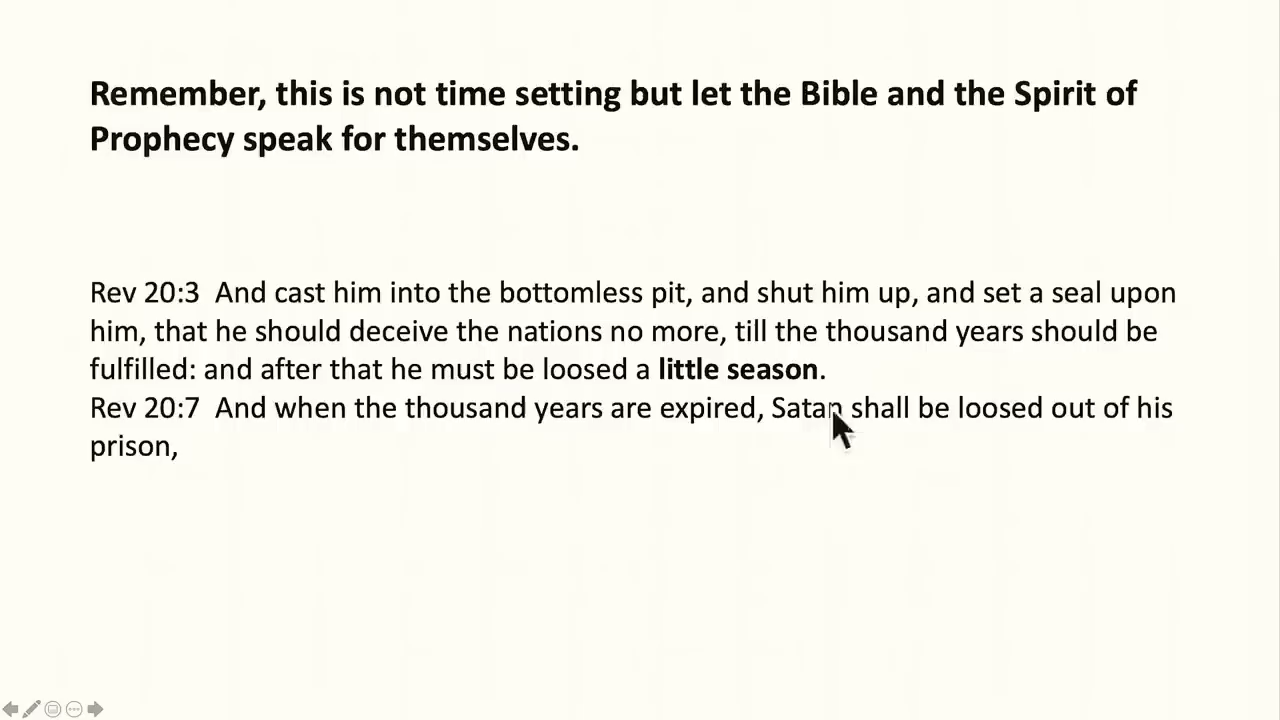 Remember, this is not time setting but let the Bible and the Spirit of
Prophecy speak for themselves.
Rev 20:3  And cast him into the bottomless pit, and shut him up, and set a seal upon
him, that he should deceive the nations no more, till the thousand years should be
fulfilled: and after that he must be loosed a little season.
Rev 20:7  And when the thousand years are expired, Satan shall be loosed out of his
prison,